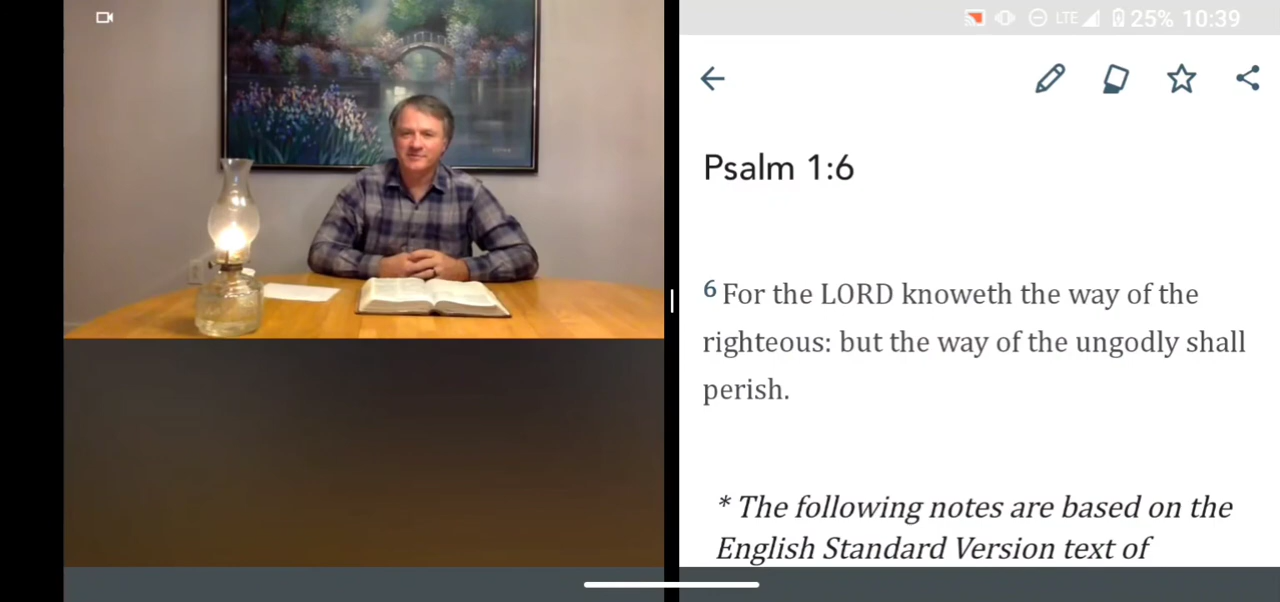 LTE 25% 10:39
Psalm 1:6
6 For the LORD knoweth the way of the
righteous: but the way of the ungodly shall
perish.
* The following notes are based on the
English Standard Version text of